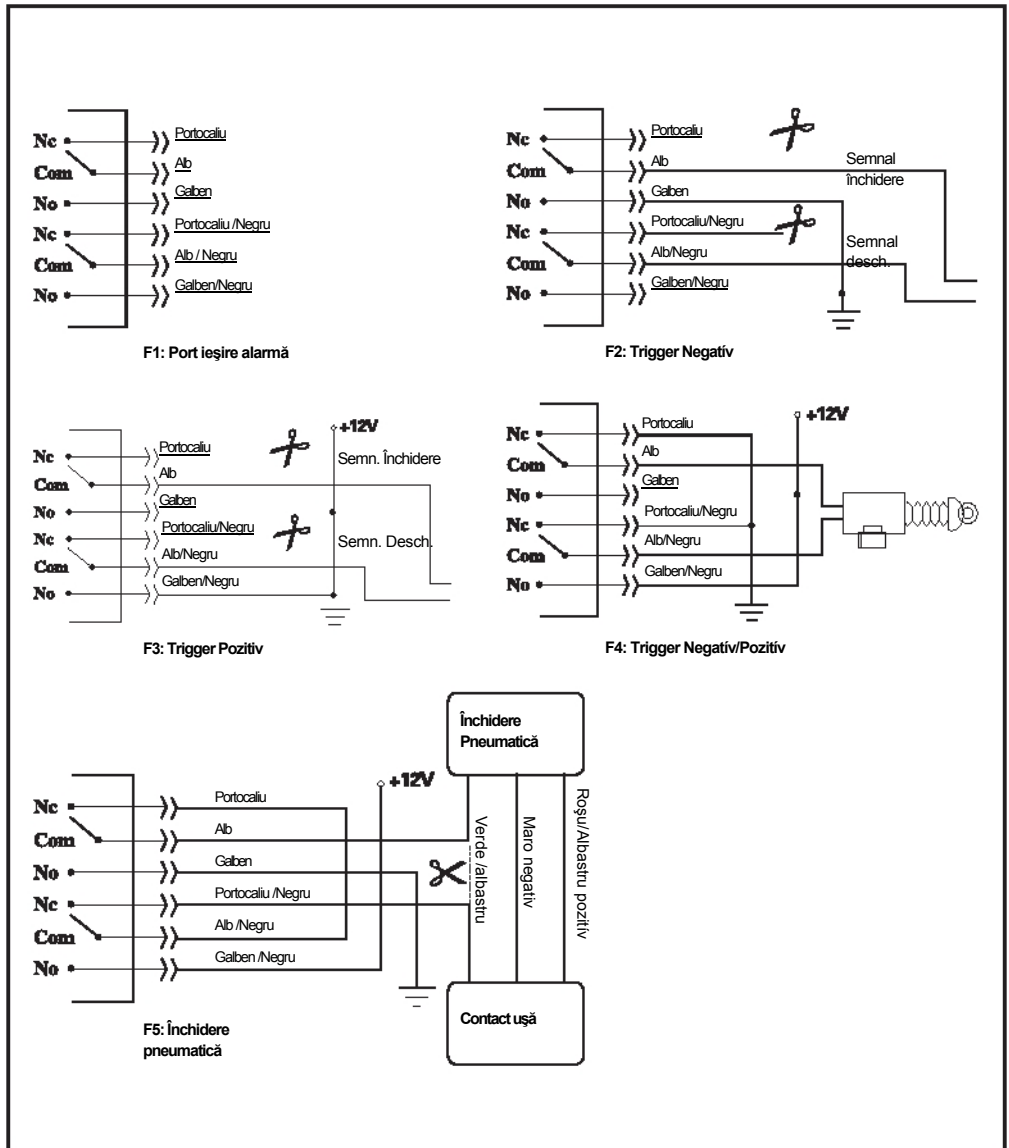 Nc
Portocaliu
Com
Alb
No
Galben
Nc
Portocaliu /Negru
Com
Alb / Negru
No
Galben/Negru
F1: Port ieşire alarmă
Nc
Portocaliu
Com
Alb
Semnal
închidere
No
Galben
Nc
Portocaliu/Negru
Semnal
desch.
Com
Alb/Negru
No
Galben/Negru
F2: Trigger Negatív
+12V
Nc
Portocaliu
Semn. Închidere
Com
Alb
No
Galben
Nc
Portocaliu/Negru
Semn. Desch.
Com
Alb/Negru
No
Galben/Negru
F3: Trigger Pozitiv
+12V
Nc
Portocaliu
Com
Alb
No
Galben
Nc
Portocaliu/Negru
Com
Alb/Negru
No
Galben/Negru
F4: Trigger Negatív/Pozitív
Închidere
Pneumatică
+12V
Nc
Portocaliu
Com
Alb
No
Galben
Nc
Portocaliu /Negru
Com
Alb /Negru
No
Galben /Negru
Verde /albastru
Maro negativ
Roşu/Albastru pozitív
Contact uşă
F5: Închidere
pneumatică